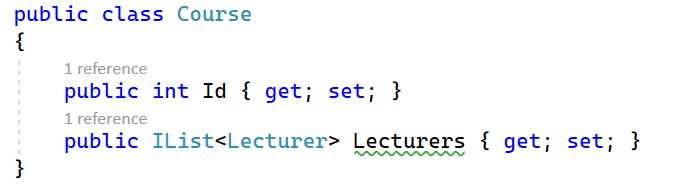 public class Course
{
1 reference
public int Id { get; set; }
1 reference
public IList<Lecturer> Lecturers { get; set; }
}